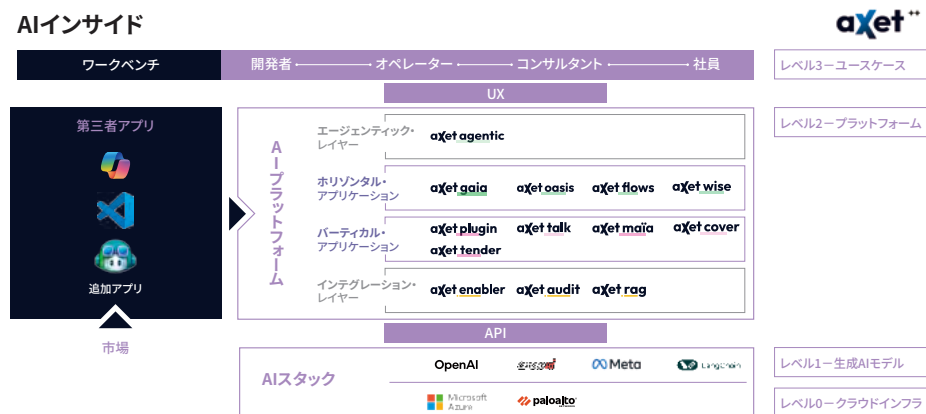 AIインサイド
axet
ワークベンチ
開発者 オペレーター コンサルタント 社員
レベル3ーユースケース
UX
第三者アプリ
追加アプリ
市場
AIプラットフォーム
エージェンティック・
レイヤー
axet agentic
ホリゾンタル・
アプリケーション
axet gaia axet oasis axet flows axet wise
バーティカル・
アプリケーション
axet plugin axet talk axet maïa axet cover
axet tender
インテグレーション・
レイヤー
axet enabler axet audit axet rag
レベル2ープラットフォーム
API
AIスタック
OpenAI Meta LangChain
Microsoft
Azure
paloalto
レベル1ー生成AIモデル
レベル0ークラウドインフラ